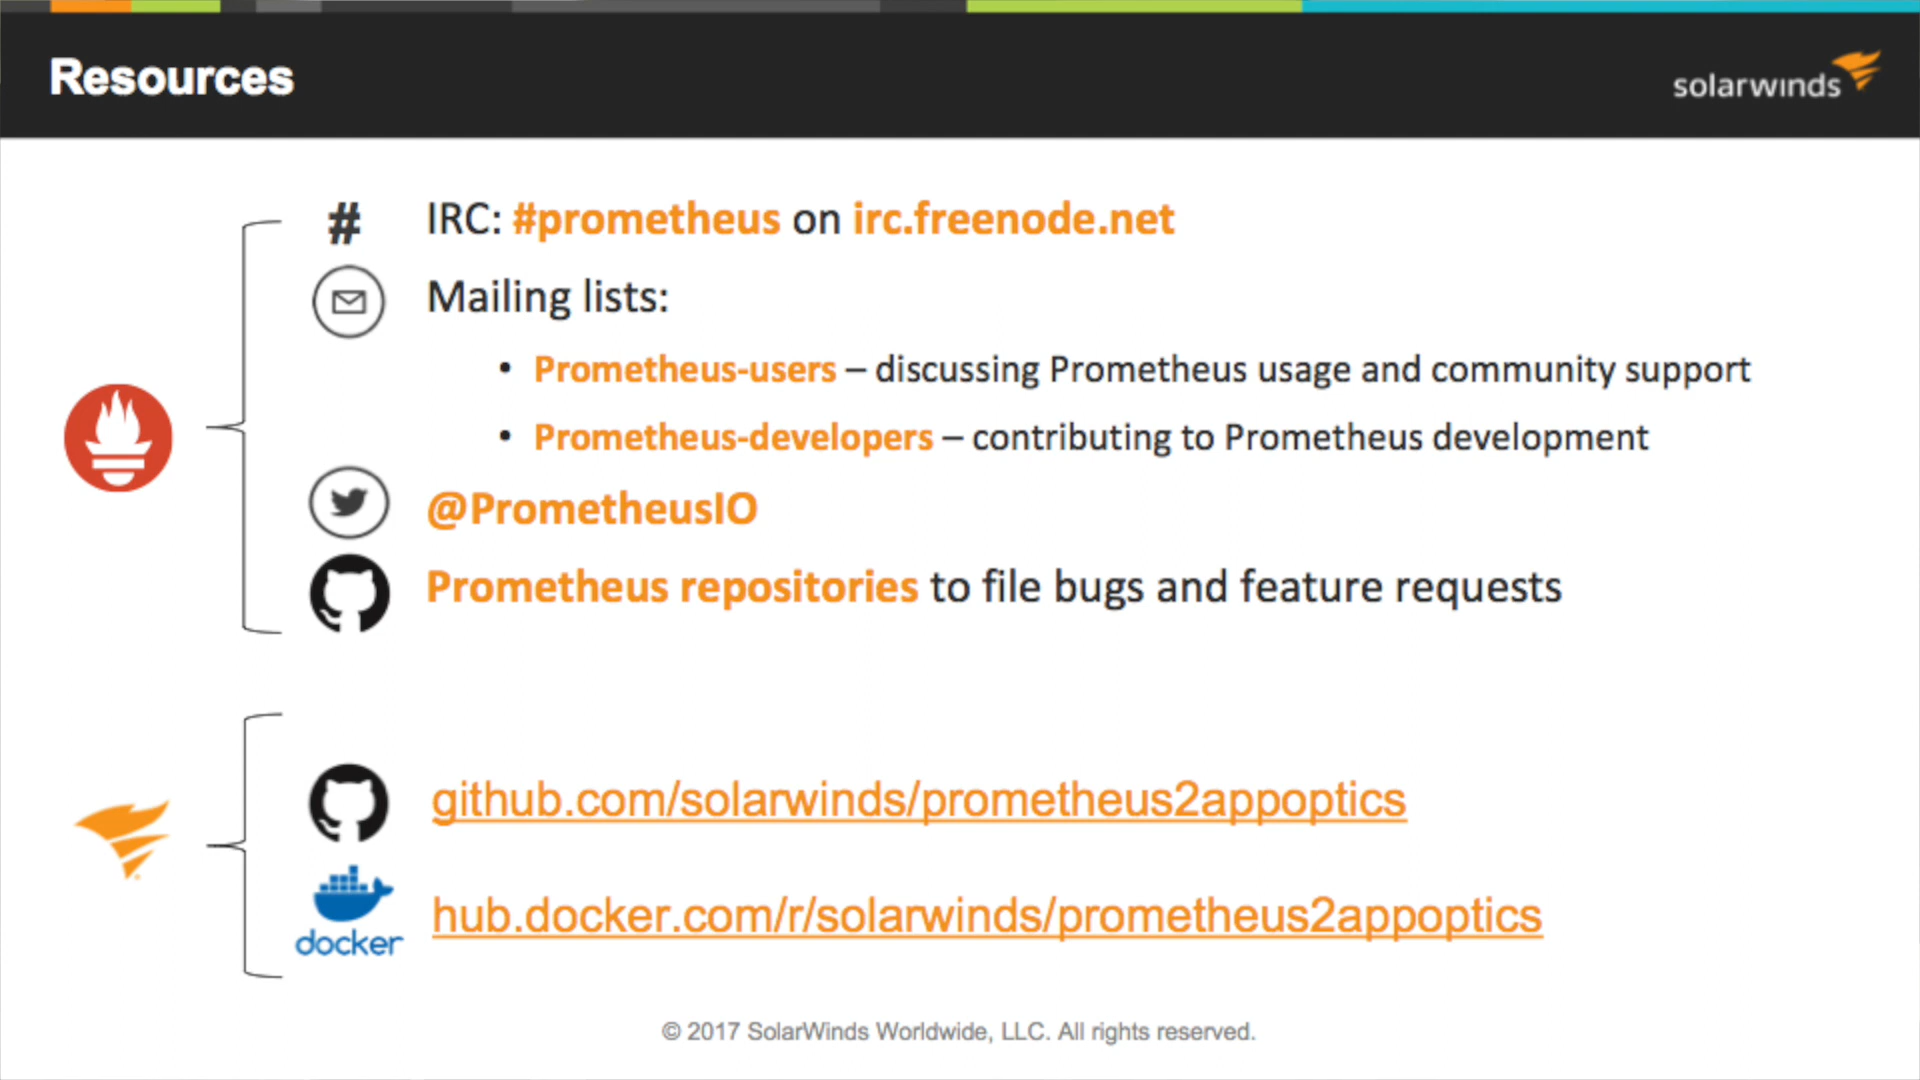 Resources
solarwinds
# IRC: #prometheus on irc.freenode.net
Mailing lists:
• Prometheus-users – discussing Prometheus usage and community support
• Prometheus-developers – contributing to Prometheus development
@PrometheusIO
Prometheus repositories to file bugs and feature requests
github.com/solarwinds/prometheus2appoptics
docker
hub.docker.com/r/solarwinds/prometheus2appoptics
© 2017 SolarWinds Worldwide, LLC. All rights reserved.